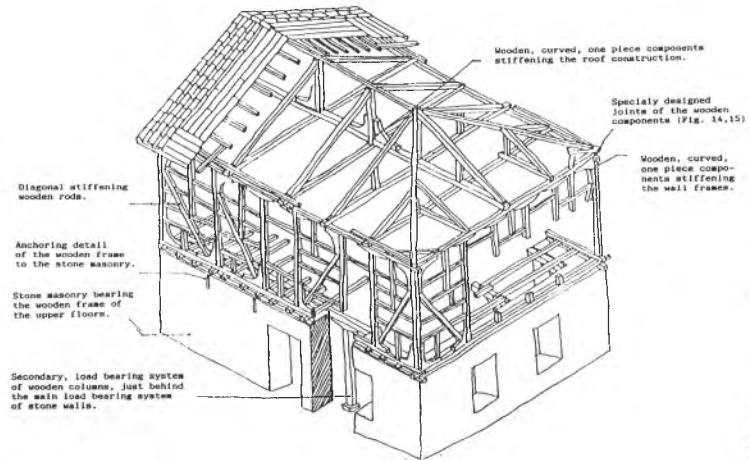 Wooden, curved, one piece components
stiffening the roof construction.
Specialy designed
joints of the wooden
components (Fig. 14,15)
Wooden, curved,
one piece compo-
nents stiffening
the wall frames.
Diagonal stiffening
wooden rods.
Anchoring detail
of the wooden frame
to the stone masonry.
Stone masonry bearing
the wooden frame of
the upper floors.
Secondary, load bearing system
of wooden columns, just behind
the main load bearing system
of stone walls.